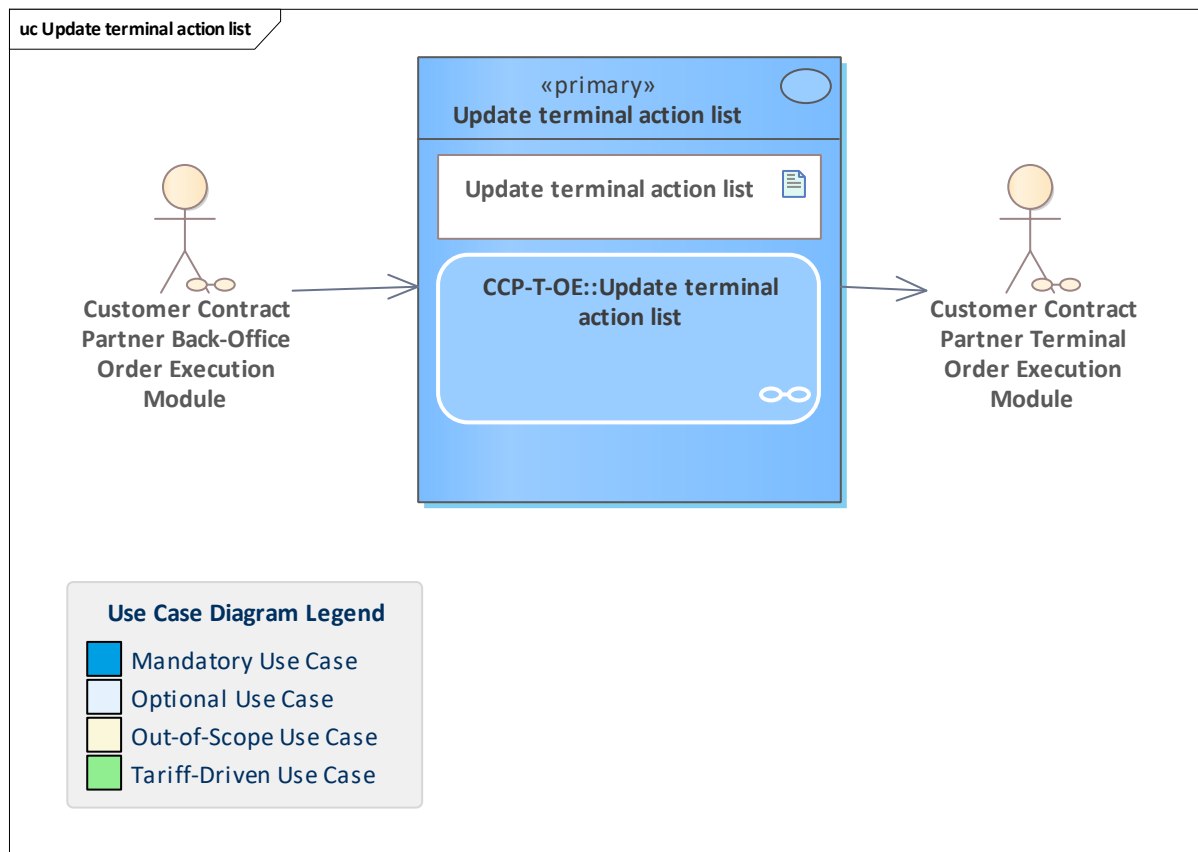 uc Update terminal action list
«primary»
Update terminal action list
Update terminal action list
CCP-T-OE::Update terminal
action list
Customer Contract
Partner Back-Office
Order Execution
Module
Customer Contract
Partner Terminal
Order Execution
Module
Use Case Diagram Legend
Mandatory Use Case
Optional Use Case
Out-of-Scope Use Case
Tariff-Driven Use Case